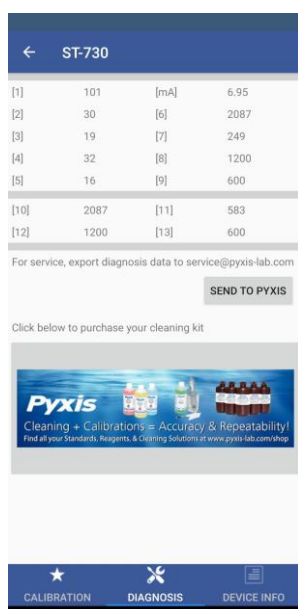 ST-730
[1] 101 [mA] 6.95
[2] 30 [6] 2087
[3] 19 [7] 249
[4] 32 [8] 1200
[5] 16 [9] 600
[10] 2087 [11] 583
[12] 1200 [13] 600
For service, export diagnosis data to service@pyxis-lab.com
SEND TO PYXIS
Click below to purchase your cleaning kit
Pyxis
Cleaning + Calibrations = Accuracy & Repeatability!
Find all your Standards, Reagents, & Cleaning Solutions at www.pyxis-lab.com/shop
CALIBRATION DIAGNOSIS DEVICE INFO